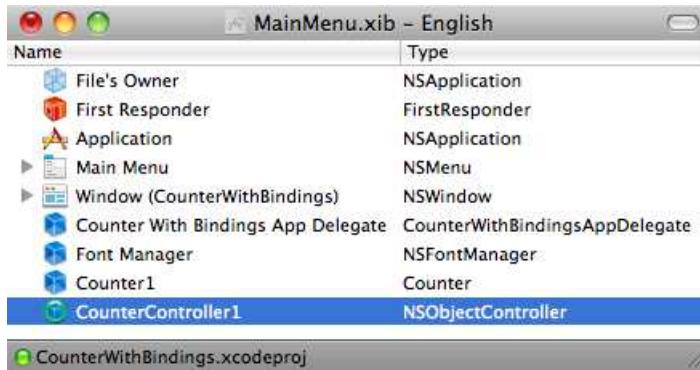 MainMenu.xib – English
Name Type
File's Owner NSApplication
First Responder FirstResponder
Application NSApplication
Main Menu NSMenu
Window (CounterWithBindings) NSWindow
Counter With Bindings App Delegate CounterWithBindingsAppDelegate
Font Manager NSFontManager
Counter1 Counter
CounterController1 NSObjectController
CounterWithBindings.xcodeproj